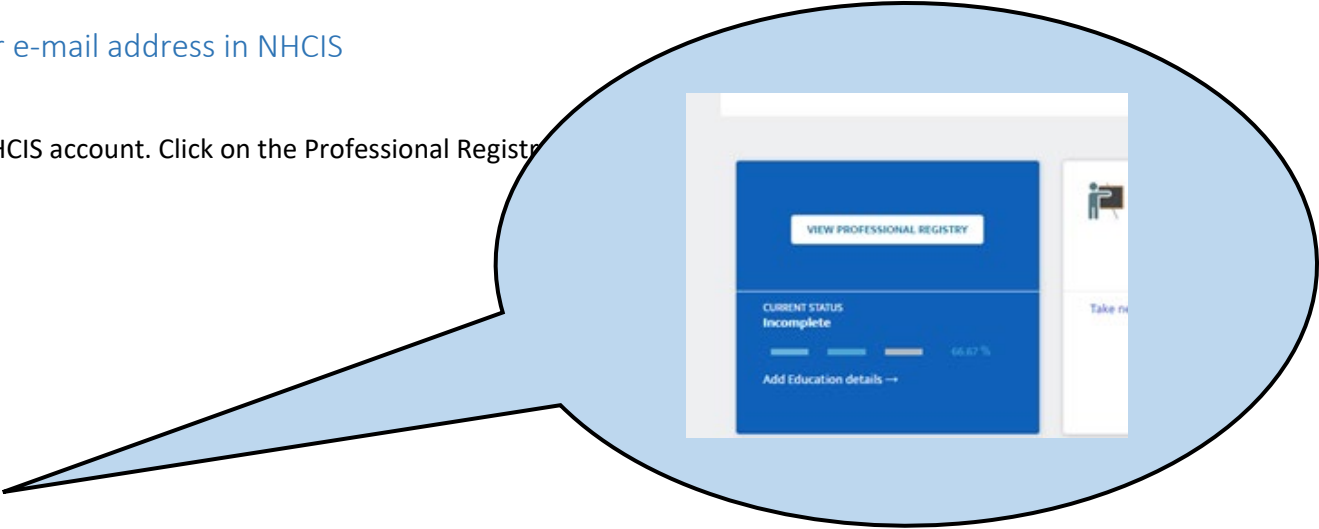 r e-mail address in NHCIS
HCIS account. Click on the Professional Registr
VIEW PROFESSIONAL REGISTRY
CURRENT STATUS
Incomplete
66.67 %
Add Education details →
Take ne